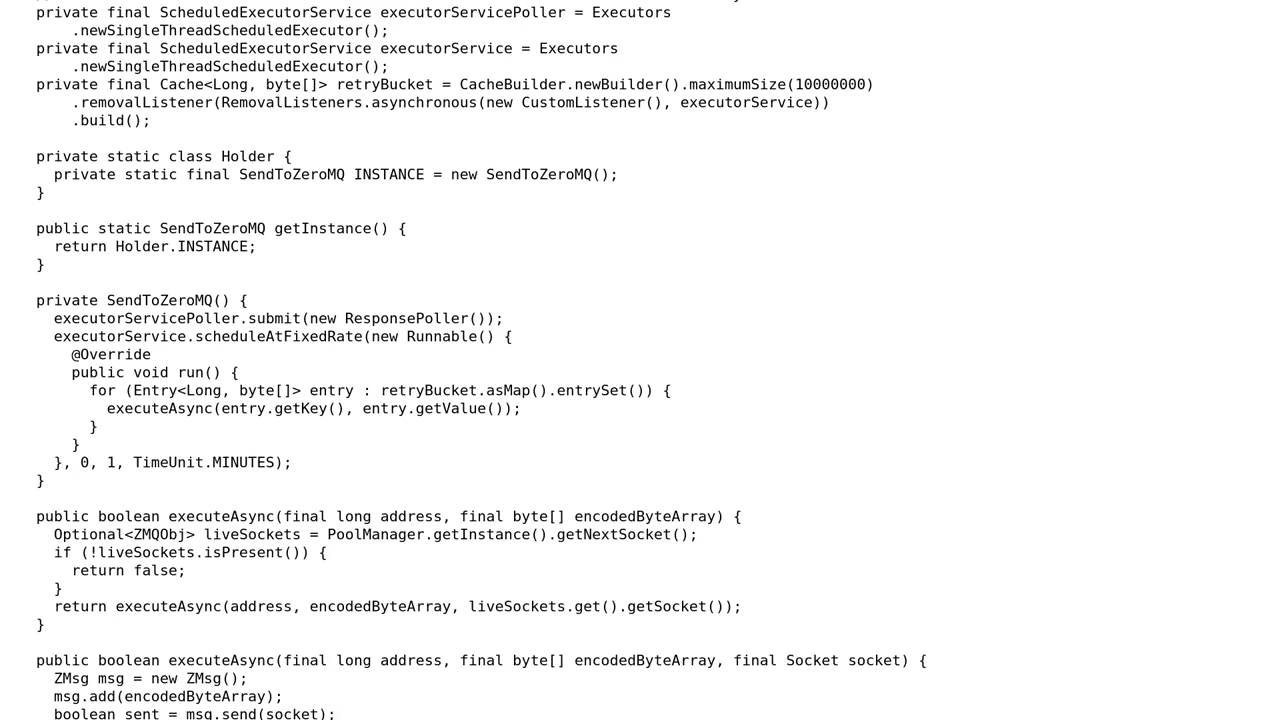 private final ScheduledExecutorService executorServicePoller = Executors
.newSingleThreadScheduledExecutor();
private final ScheduledExecutorService executorService = Executors
.newSingleThreadScheduledExecutor();
private final Cache<Long, byte[]> retryBucket = CacheBuilder.newBuilder().maximumSize(10000000)
.removalListener(RemovalListeners.asynchronous(new CustomListener(), executorService))
.build();
private static class Holder {
private static final SendToZeroMQ INSTANCE = new SendToZeroMQ();
}
public static SendToZeroMQ getInstance() {
return Holder.INSTANCE;
}
private SendToZeroMQ() {
executorServicePoller.submit(new ResponsePoller());
executorService.scheduleAtFixedRate(new Runnable() {
@Override
public void run() {
for (Entry<Long, byte[]> entry : retryBucket.asMap().entrySet()) {
executeAsync(entry.getKey(), entry.getValue());
}
}
}, 0, 1, TimeUnit.MINUTES);
}
public boolean executeAsync(final long address, final byte[] encodedByteArray) {
Optional<ZMQObj> liveSockets = PoolManager.getInstance().getNextSocket();
if (!liveSockets.isPresent()) {
return false;
}
return executeAsync(address, encodedByteArray, liveSockets.get().getSocket());
}
public boolean executeAsync(final long address, final byte[] encodedByteArray, final Socket socket) {
ZMsg msg = new ZMsg();
msg.add(encodedByteArray);
boolean sent = msg.send(socket);